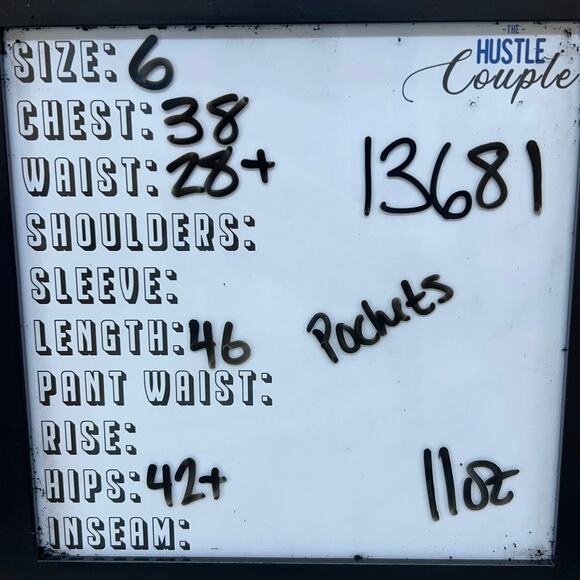 THE
HUSTLE
Couple
SIZE: 6
CHEST: 38
WAIST: 28+
13681
SHOULDERS:
SLEEVE:
LENGTH: 46
Pockets
PANT WAIST:
RISE:
HIPS: 42+
11oz
INSEAM: